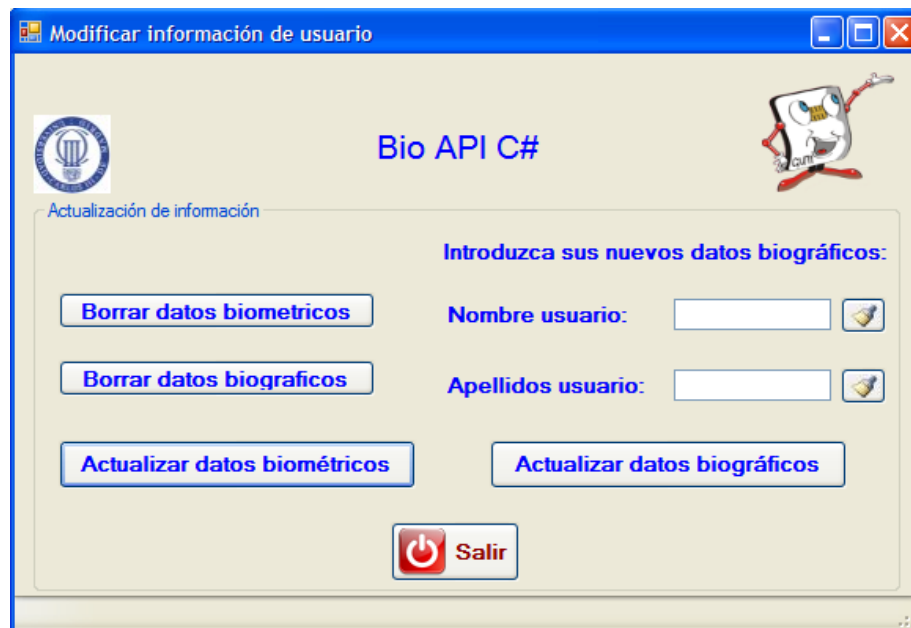 Modificar información de usuario
Bio API C#
Actualización de información
Introduzca sus nuevos datos biográficos:
Borrar datos biometricos
Nombre usuario:
Borrar datos biograficos
Apellidos usuario:
Actualizar datos biométricos
Actualizar datos biográficos
Salir